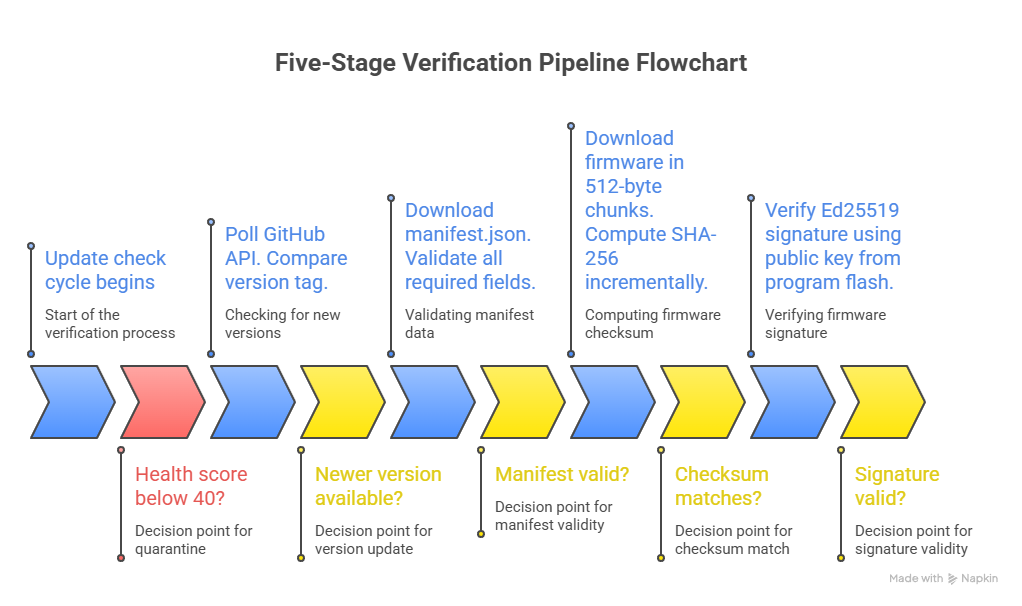 Five-Stage Verification Pipeline Flowchart
Update check
cycle begins
Start of the
verification process
Poll GitHub
API. Compare
version tag.
Checking for new
versions
Download
manifest.json.
Validate all
required fields.
Validating manifest
data
Download
firmware in
512-byte
chunks.
Compute SHA-
256
incrementally.
Computing firmware
checksum
Verify Ed25519
signature using
public key from
program flash.
Verifying firmware
signature
Health score
below 40?
Decision point for
quarantine
Newer version
available?
Decision point for
version update
Manifest valid?
Decision point for
manifest validity
Checksum
matches?
Decision point for
checksum match
Signature
valid?
Decision point for
signature validity
Made with Napkin